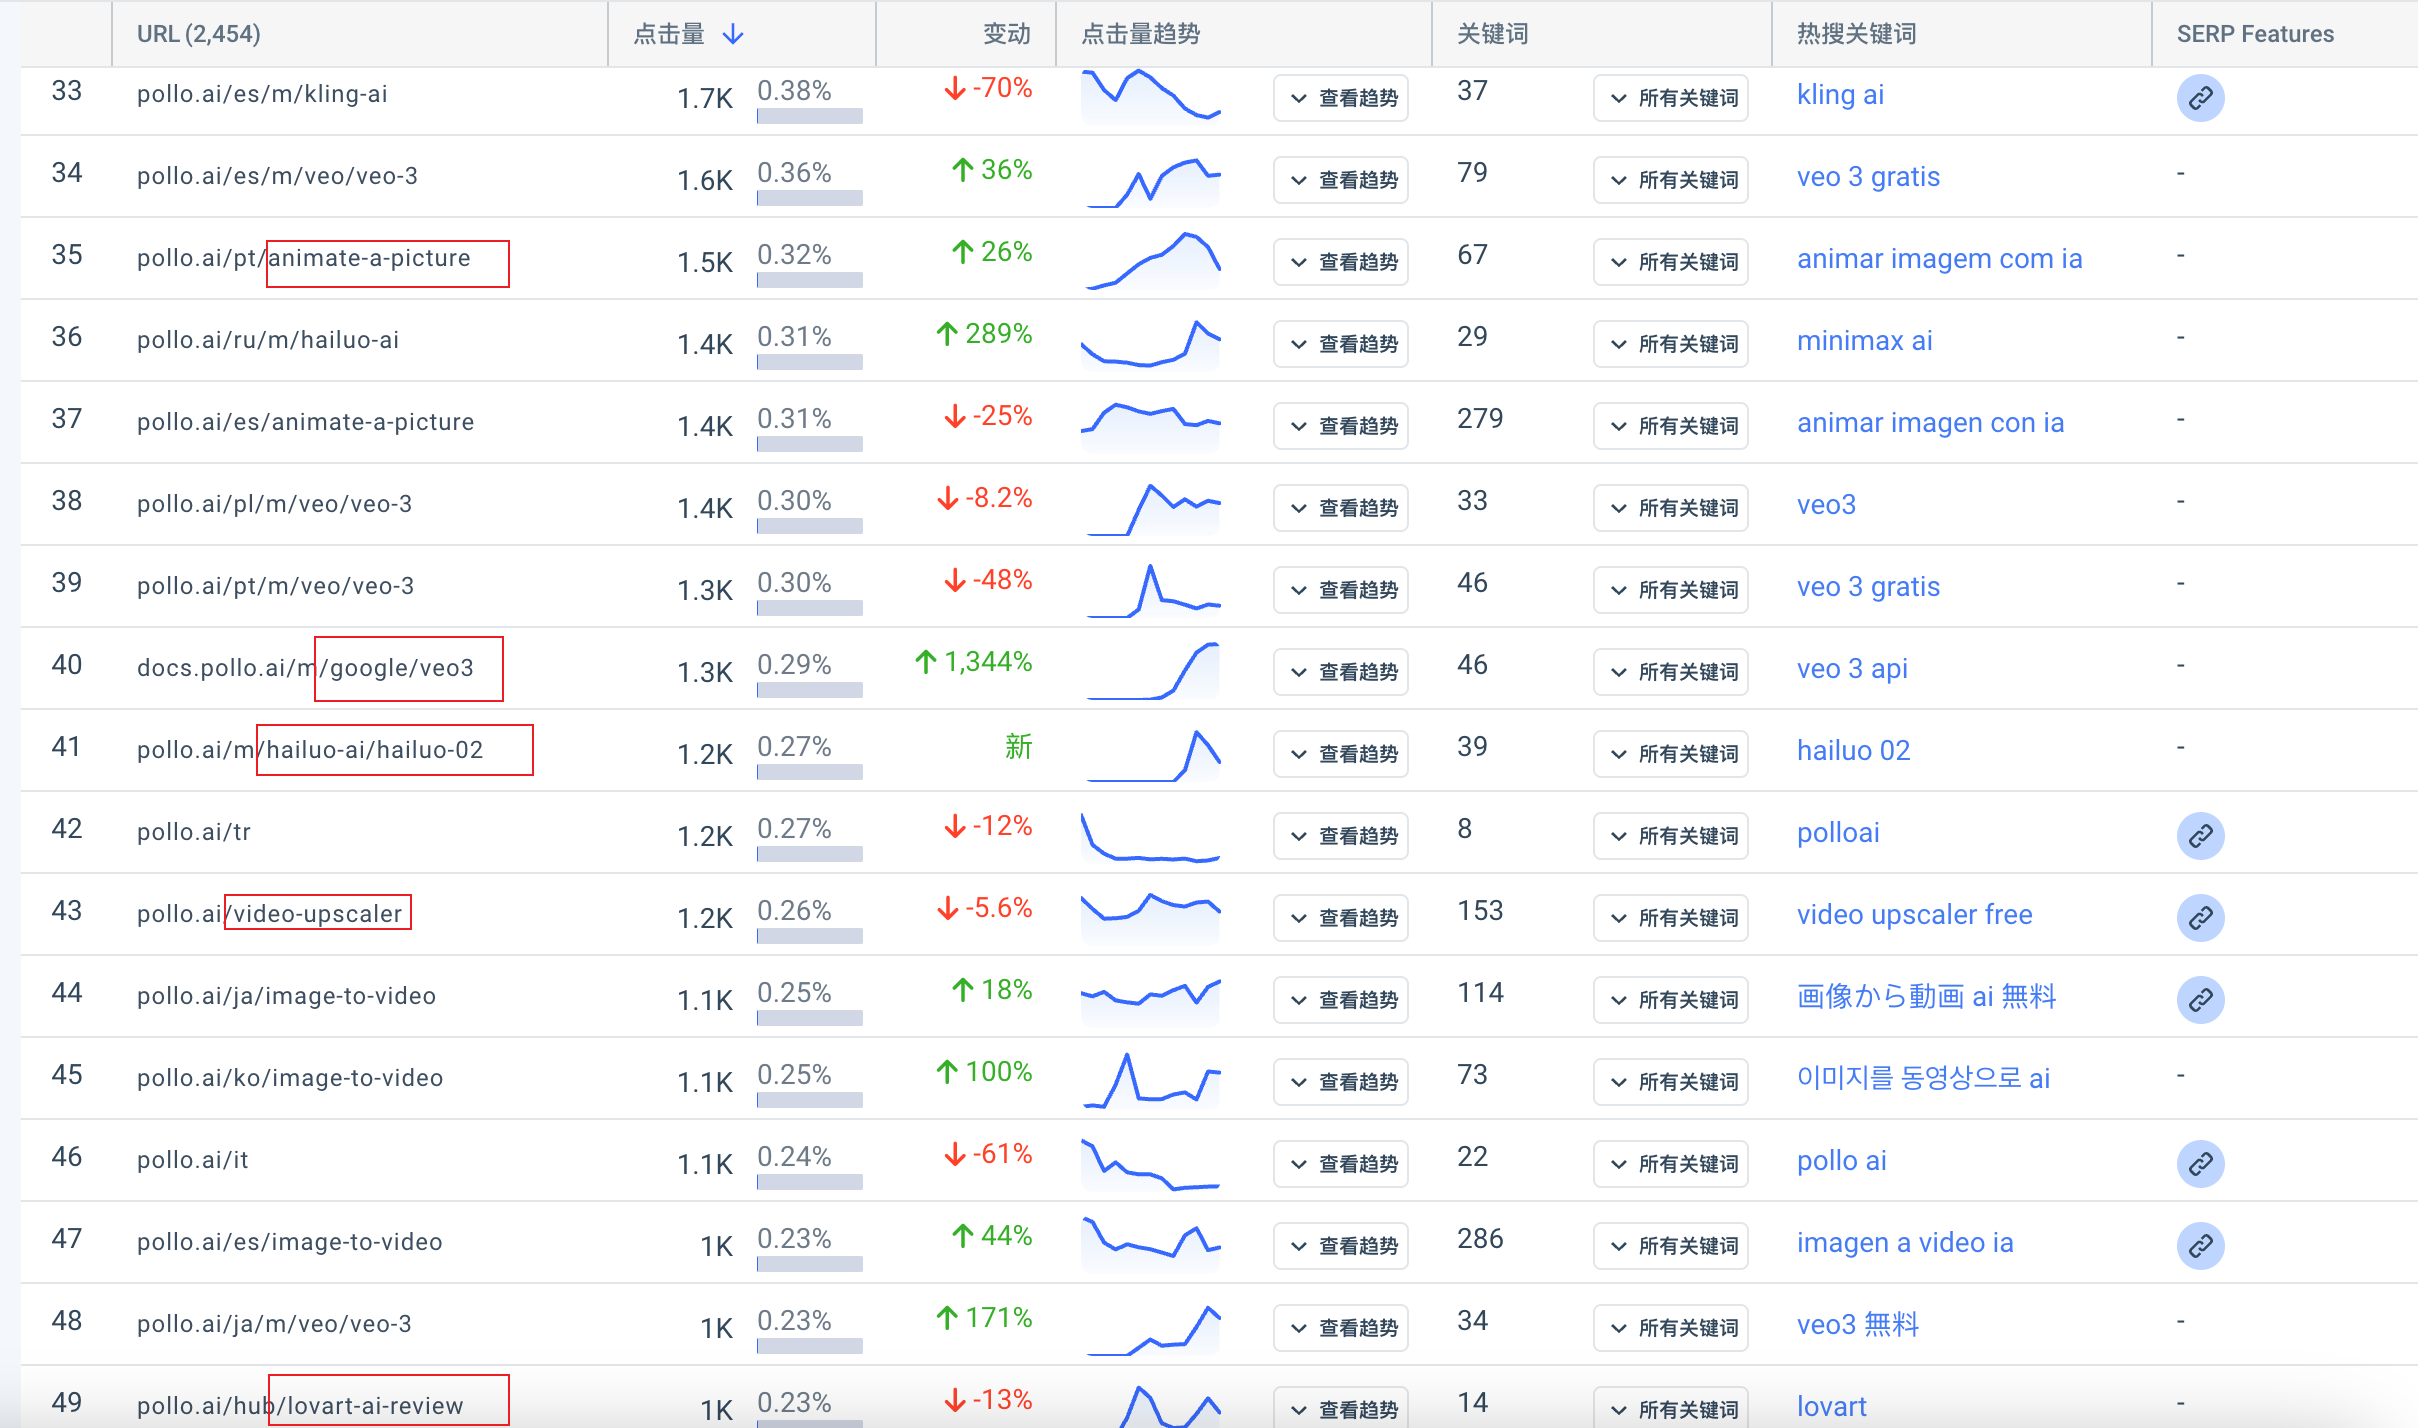 URL (2,454) 点击量 变动 点击量趋势 关键词 热搜关键词 SERP Features
33 pollo.ai/es/m/kling-ai 1.7K 0.38% -70% 查看趋势 37 所有关键词 kling ai
34 pollo.ai/es/m/veo/veo-3 1.6K 0.36% 36% 查看趋势 79 所有关键词 veo 3 gratis -
35 pollo.ai/pt/animate-a-picture 1.5K 0.32% 26% 查看趋势 67 所有关键词 animar imagem com ia -
36 pollo.ai/ru/m/hailuo-ai 1.4K 0.31% 289% 查看趋势 29 所有关键词 minimax ai -
37 pollo.ai/es/animate-a-picture 1.4K 0.31% -25% 查看趋势 279 所有关键词 animar imagen con ia -
38 pollo.ai/pl/m/veo/veo-3 1.4K 0.30% -8.2% 查看趋势 33 所有关键词 veo3 -
39 pollo.ai/pt/m/veo/veo-3 1.3K 0.30% -48% 查看趋势 46 所有关键词 veo 3 gratis -
40 docs.pollo.ai/m/google/veo3 1.3K 0.29% 1,344% 查看趋势 46 所有关键词 veo 3 api -
41 pollo.ai/m/hailuo-ai/hailuo-02 1.2K 0.27% 新 查看趋势 39 所有关键词 hailuo 02 -
42 pollo.ai/tr 1.2K 0.27% -12% 查看趋势 8 所有关键词 polloai
43 pollo.ai/video-upscaler 1.2K 0.26% -5.6% 查看趋势 153 所有关键词 video upscaler free
44 pollo.ai/ja/image-to-video 1.1K 0.25% 18% 查看趋势 114 所有关键词 画像から動画 ai 無料
45 pollo.ai/ko/image-to-video 1.1K 0.25% 100% 查看趋势 73 所有关键词 이미지를 동영상으로 ai -
46 pollo.ai/it 1.1K 0.24% -61% 查看趋势 22 所有关键词 pollo ai
47 pollo.ai/es/image-to-video 1K 0.23% 44% 查看趋势 286 所有关键词 imagen a video ia
48 pollo.ai/ja/m/veo/veo-3 1K 0.23% 171% 查看趋势 34 所有关键词 veo3 無料 -
49 pollo.ai/hub/lovart-ai-review 1K 0.23% -13% 查看趋势 14 所有关键词 lovart -